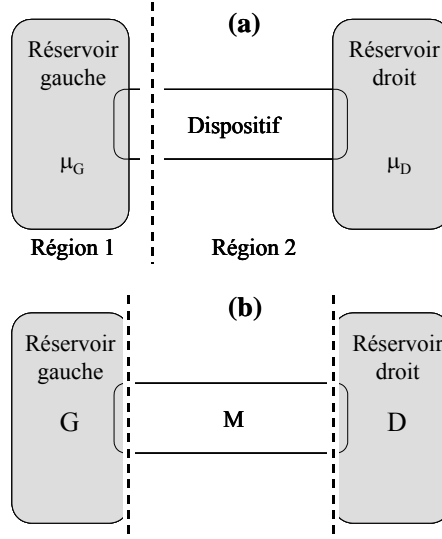 (a)
Réservoir
gauche
Réservoir
droit
Dispositif
μG
μD
Région 1
Région 2
(b)
Réservoir
gauche
Réservoir
droit
G
M
D